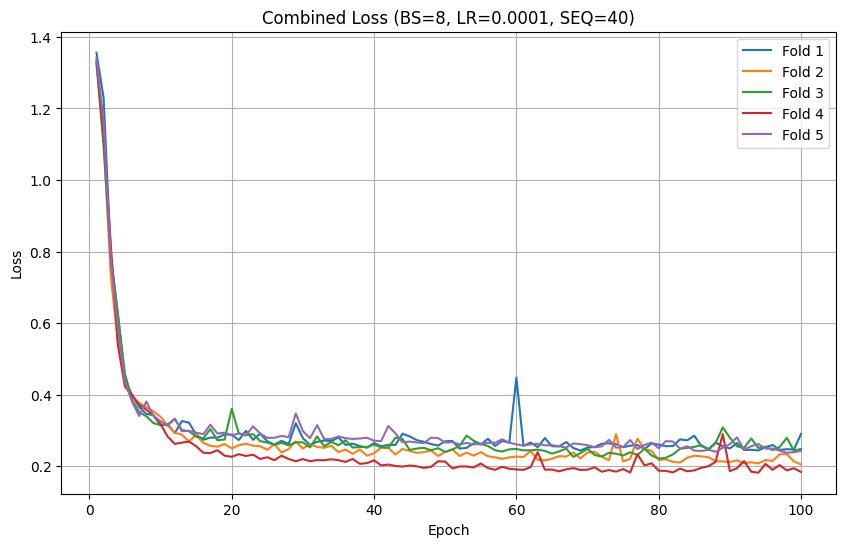 Combined Loss (BS=8, LR=0.0001, SEQ=40)
Fold 1
Fold 2
Fold 3
Fold 4
Fold 5
Loss
1.4
1.2
1.0
0.8
0.6
0.4
0.2
0 20 40 60 80 100
Epoch